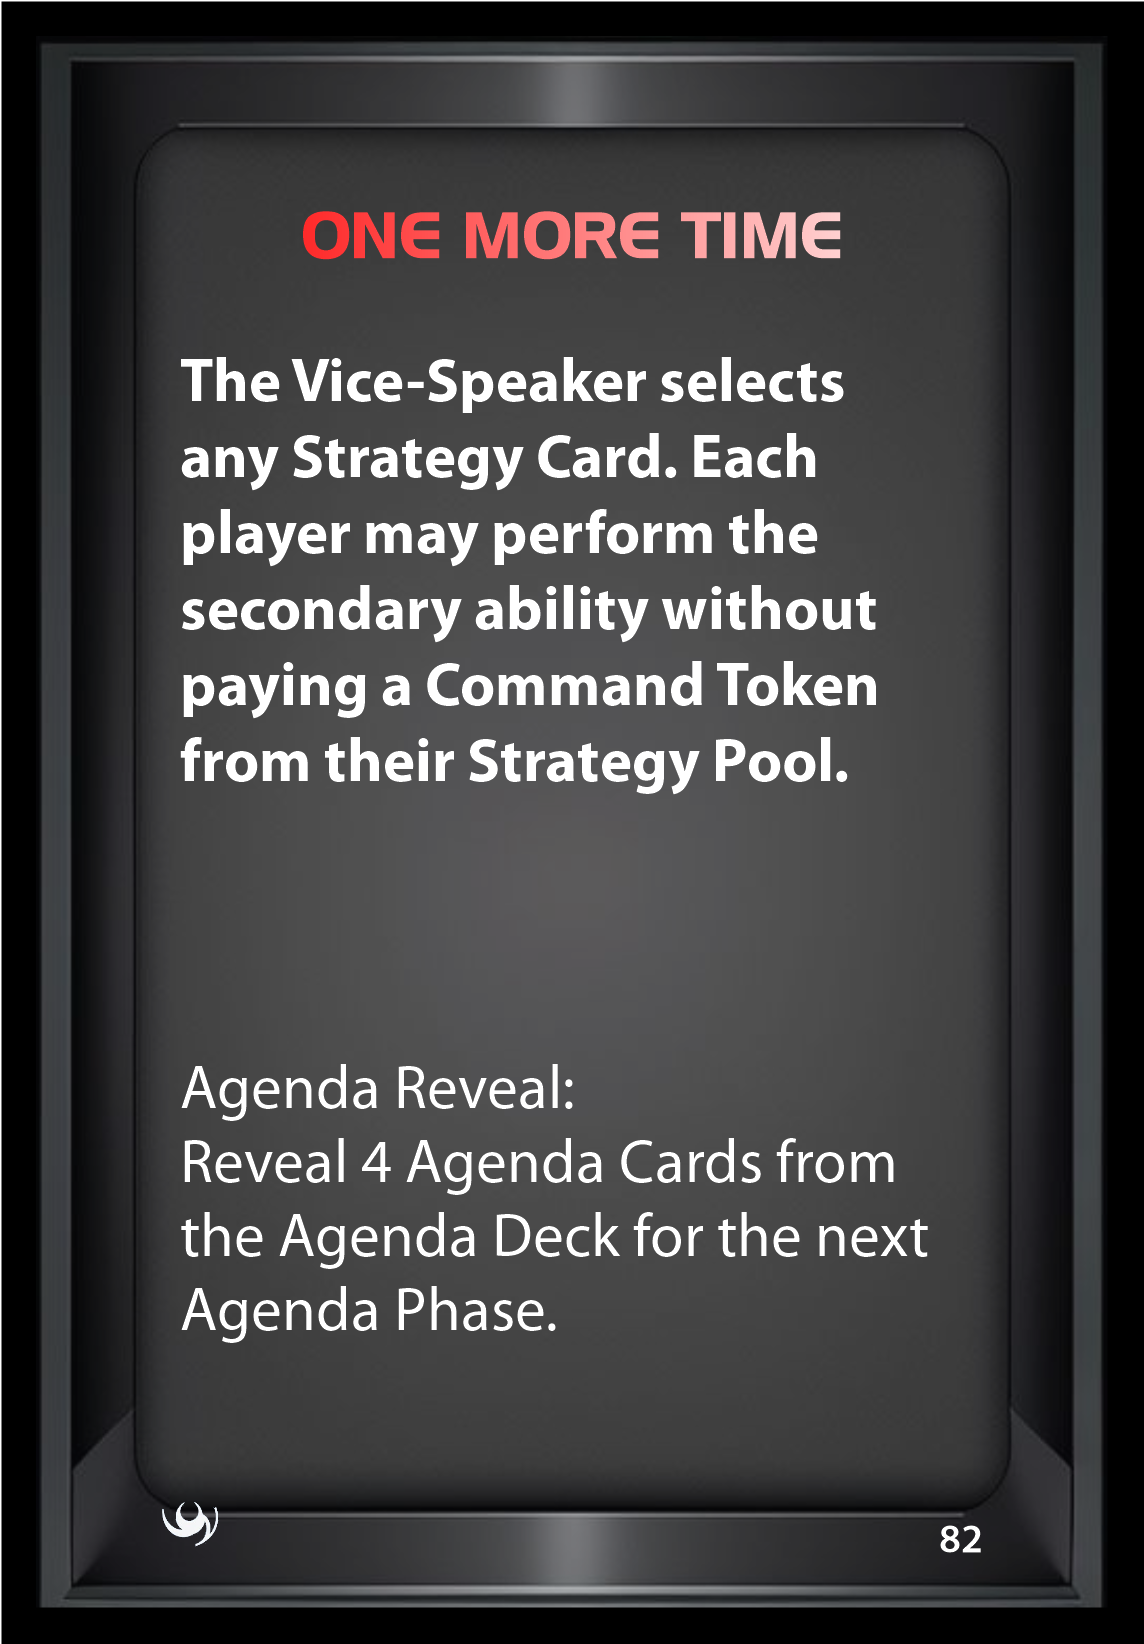 ONE MORE TIME
The Vice-Speaker selects
any Strategy Card. Each
player may perform the
secondary ability without
paying a Command Token
from their Strategy Pool.
Agenda Reveal:
Reveal 4 Agenda Cards from
the Agenda Deck for the next
Agenda Phase.
82